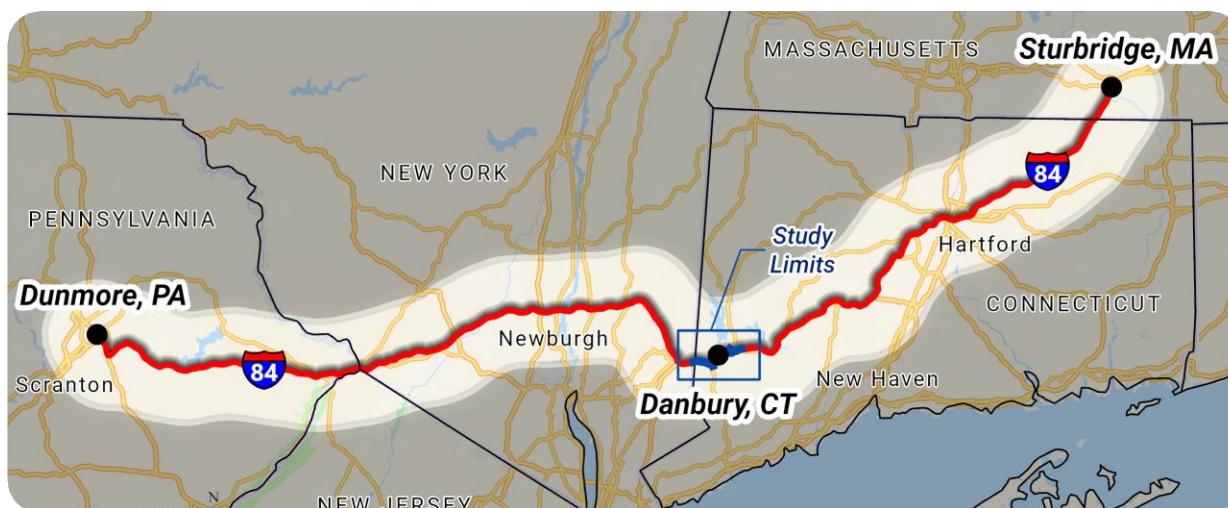 MASSACHUSETTS
Sturbridge, MA
NEW YORK
84
PENNSYLVANIA
Study
Limits
Hartford
Dunmore, PA
CONNECTICUT
Newburgh
84
Scranton
New Haven
Danbury, CT
N
NEW JERSEY